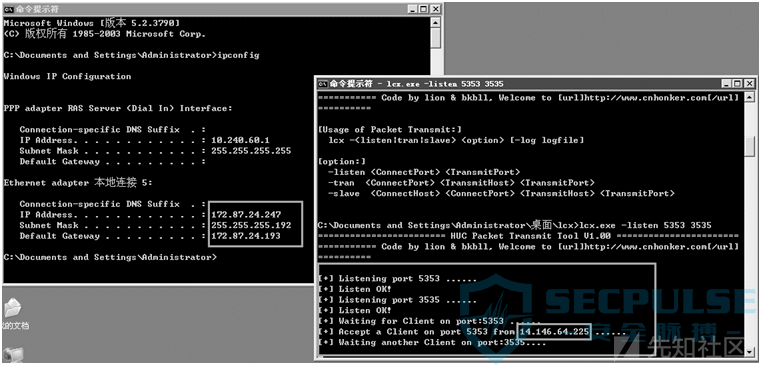 命令提示符
Microsoft Windows [版本 5.2.3790]
(C) 版权所有 1985-2003 Microsoft Corp.
C:\Documents and Settings\Administrator>ipconfig
Windows IP Configuration
PPP adapter RAS Server (Dial In) Interface:
Connection-specific DNS Suffix . :
IP Address. . . . . . . . . . . . : 10.240.60.1
Subnet Mask . . . . . . . . . . . : 255.255.255.255
Default Gateway . . . . . . . . . :
Ethernet adapter 本地连接 5:
Connection-specific DNS Suffix . :
IP Address. . . . . . . . . . . . : 172.87.24.247
Subnet Mask . . . . . . . . . . . : 255.255.255.192
Default Gateway . . . . . . . . . : 172.87.24.193
C:\Documents and Settings\Administrator>
我的文档
命令提示符 - lcx.exe -listen 5353 3535
=========== Code by lion & bkbll, Welcome to [url]http://www.cnhonker.com[/url]
==========
[Usage of Packet Transmit:]
lcx -<listen|tran|slave> <option> [-log logfile]
[option:]
-listen <ConnectPort> <TransmitPort>
-tran <ConnectPort> <TransmitHost> <TransmitPort>
-slave <ConnectHost> <ConnectPort> <TransmitHost> <TransmitPort>
C:\Documents and Settings\Administrator\桌面\lcx>lcx.exe -listen 5353 3535
====================== HUC Packet Transmit Tool V1.00 =======================
=========== Code by lion & bkbll, Welcome to [url]http://www.cnhonker.com[/url]
==========
[+] Listening port 5353 ......
[+] Listen OK!
[+] Listening port 3535 ......
[+] Listen OK!
[+] Waiting for Client on port:5353 ......
[+] Accept a Client on port 5353 from 14.146.64.225 ......
[+] Waiting another Client on port:3535....
SECPULSE
安全脉搏
先知社区